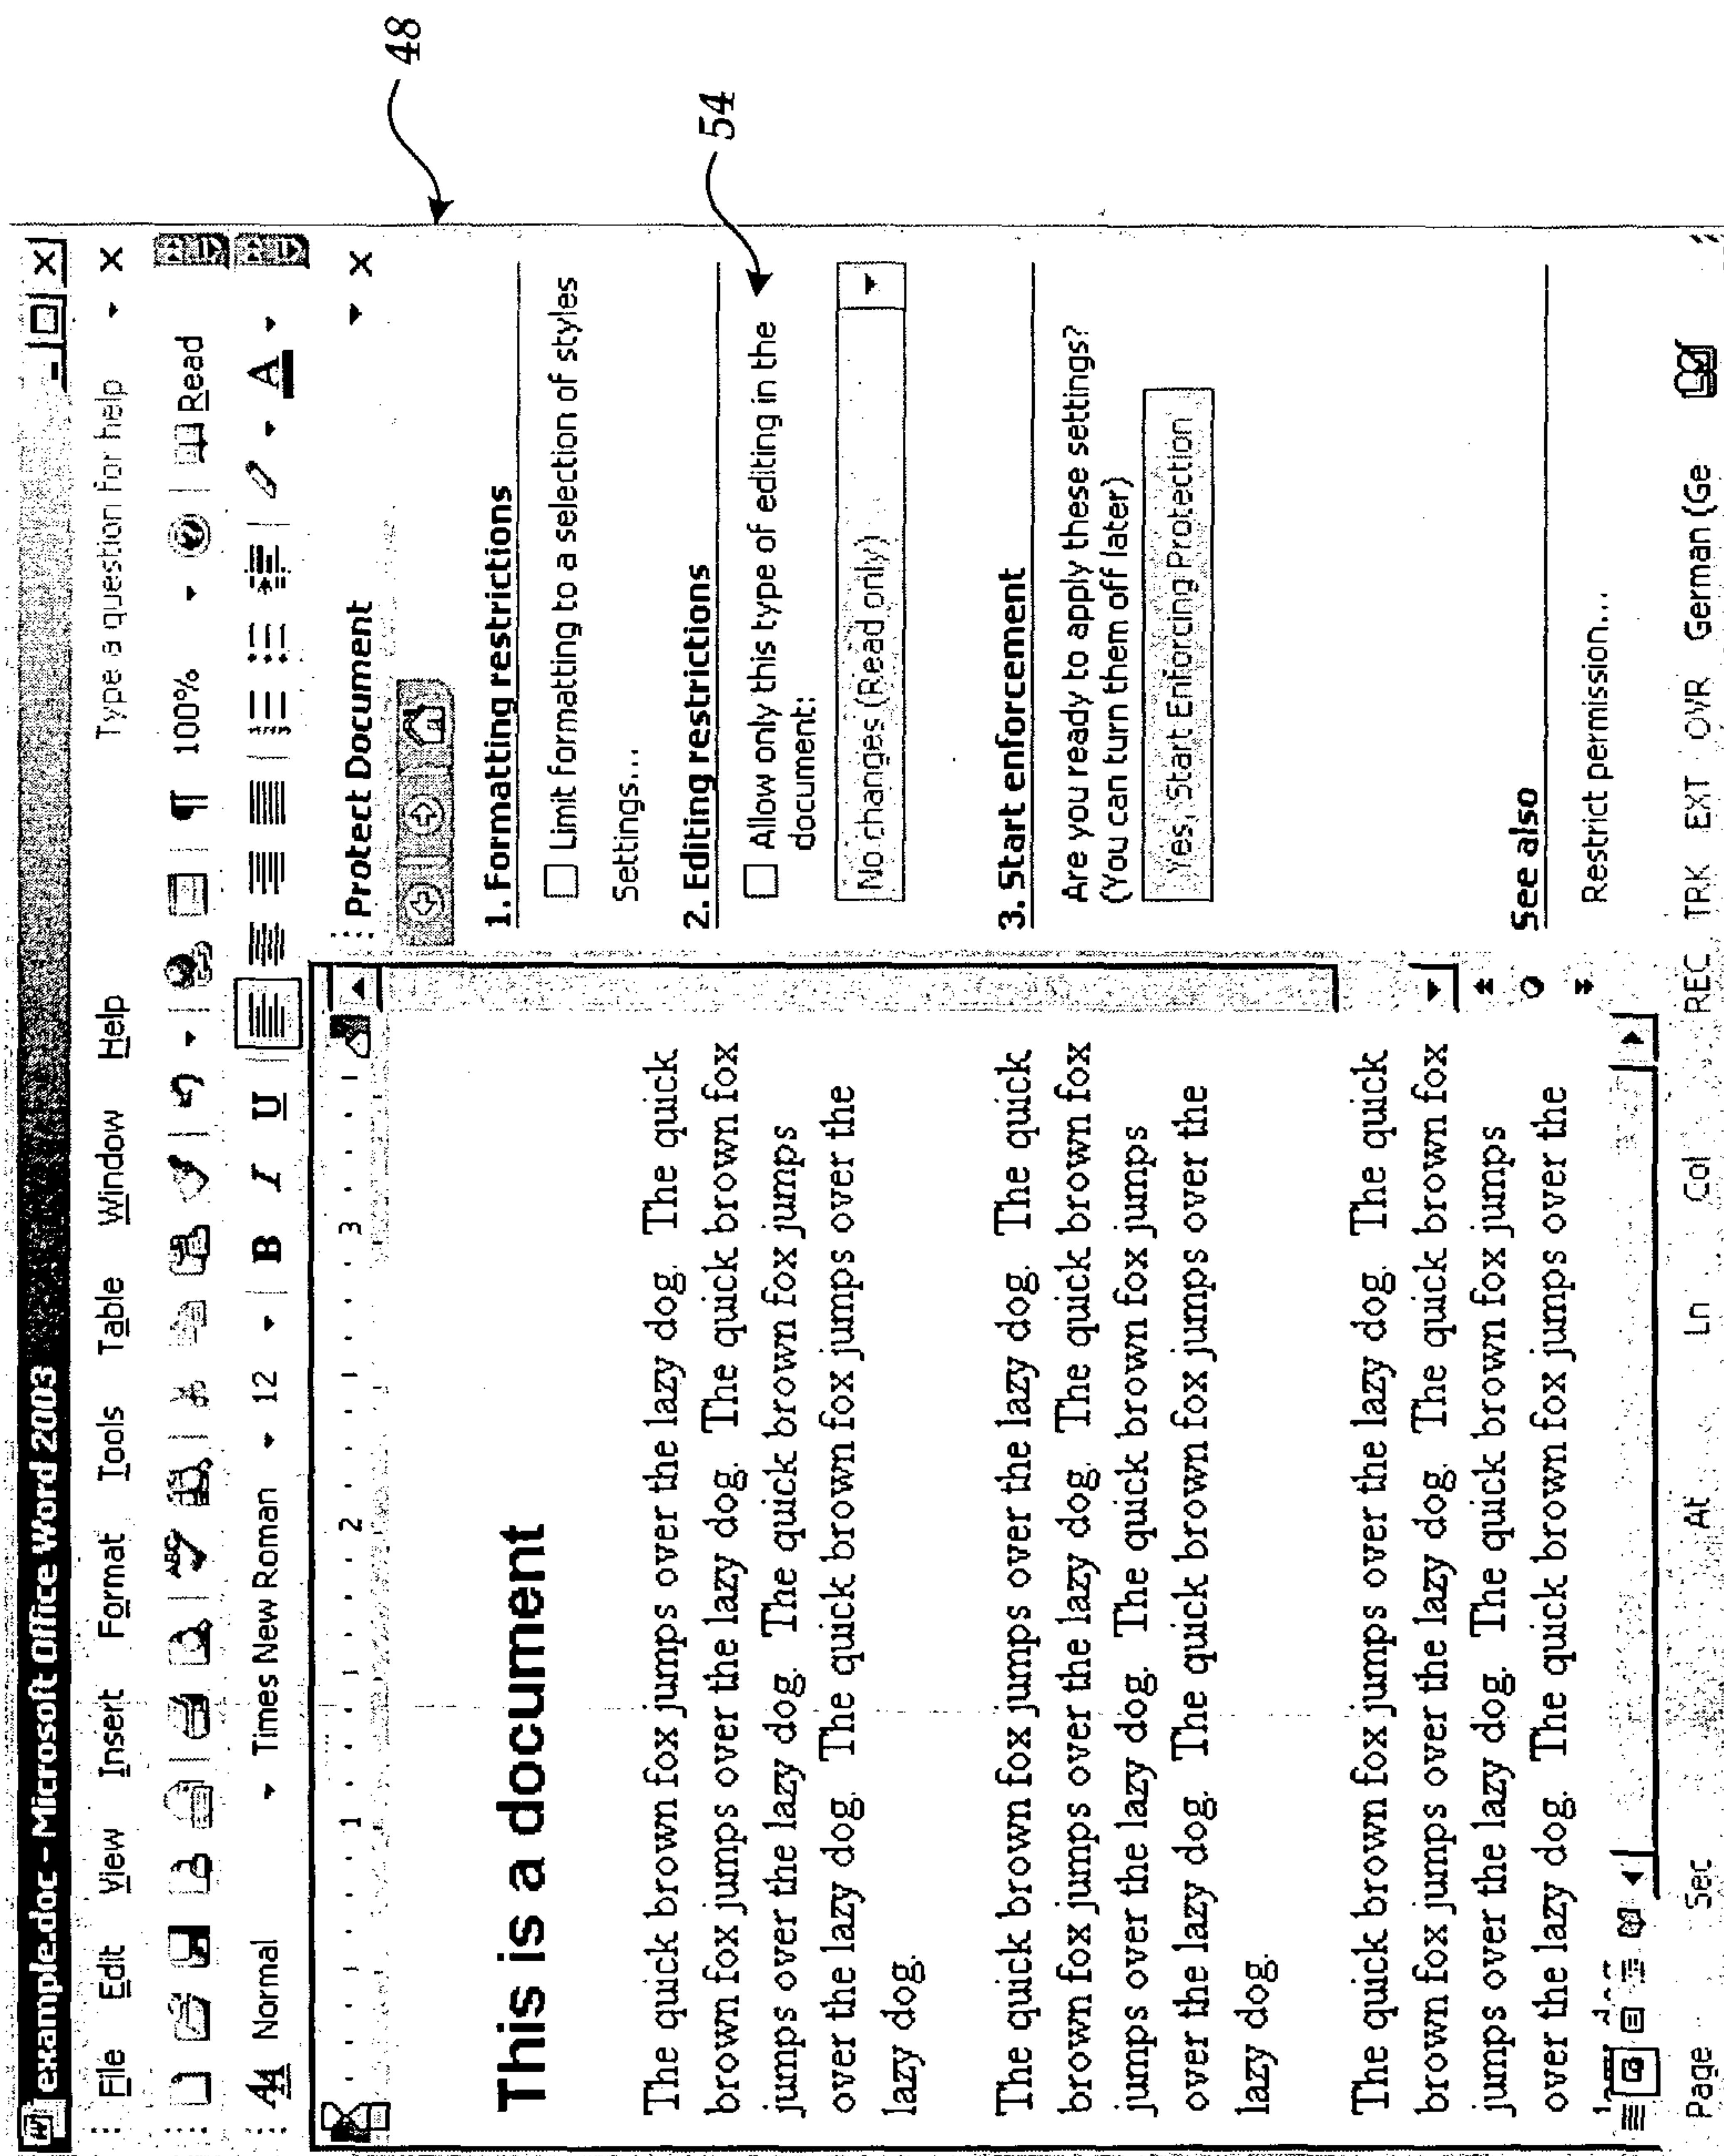 example.doc - Microsoft Office Word 2003
File Edit View Insert Format Tools Table Window Help Type a question for help
100% Read
Normal Times New Roman 12 B I U A
1 2 3
This is a document
The quick brown fox jumps over the lazy dog. The quick
brown fox jumps over the lazy dog. The quick brown fox
jumps over the lazy dog. The quick brown fox jumps
over the lazy dog. The quick brown fox jumps over the
lazy dog.
The quick brown fox jumps over the lazy dog. The quick
brown fox jumps over the lazy dog. The quick brown fox
jumps over the lazy dog. The quick brown fox jumps
over the lazy dog. The quick brown fox jumps over the
lazy dog.
The quick brown fox jumps over the lazy dog. The quick
brown fox jumps over the lazy dog. The quick brown fox
jumps over the lazy dog. The quick brown fox jumps
over the lazy dog. The quick brown fox jumps over the
Protect Document
1. Formatting restrictions
Limit formatting to a selection of styles
Settings...
2. Editing restrictions
Allow only this type of editing in the
document:
No changes (Read only)
3. Start enforcement
Are you ready to apply these settings?
(You can turn them off later)
Yes, Start Enforcing Protection
See also
Restrict permission...
Page Sec At Ln Col REC TRK EXT OVR German (Ge
48
54